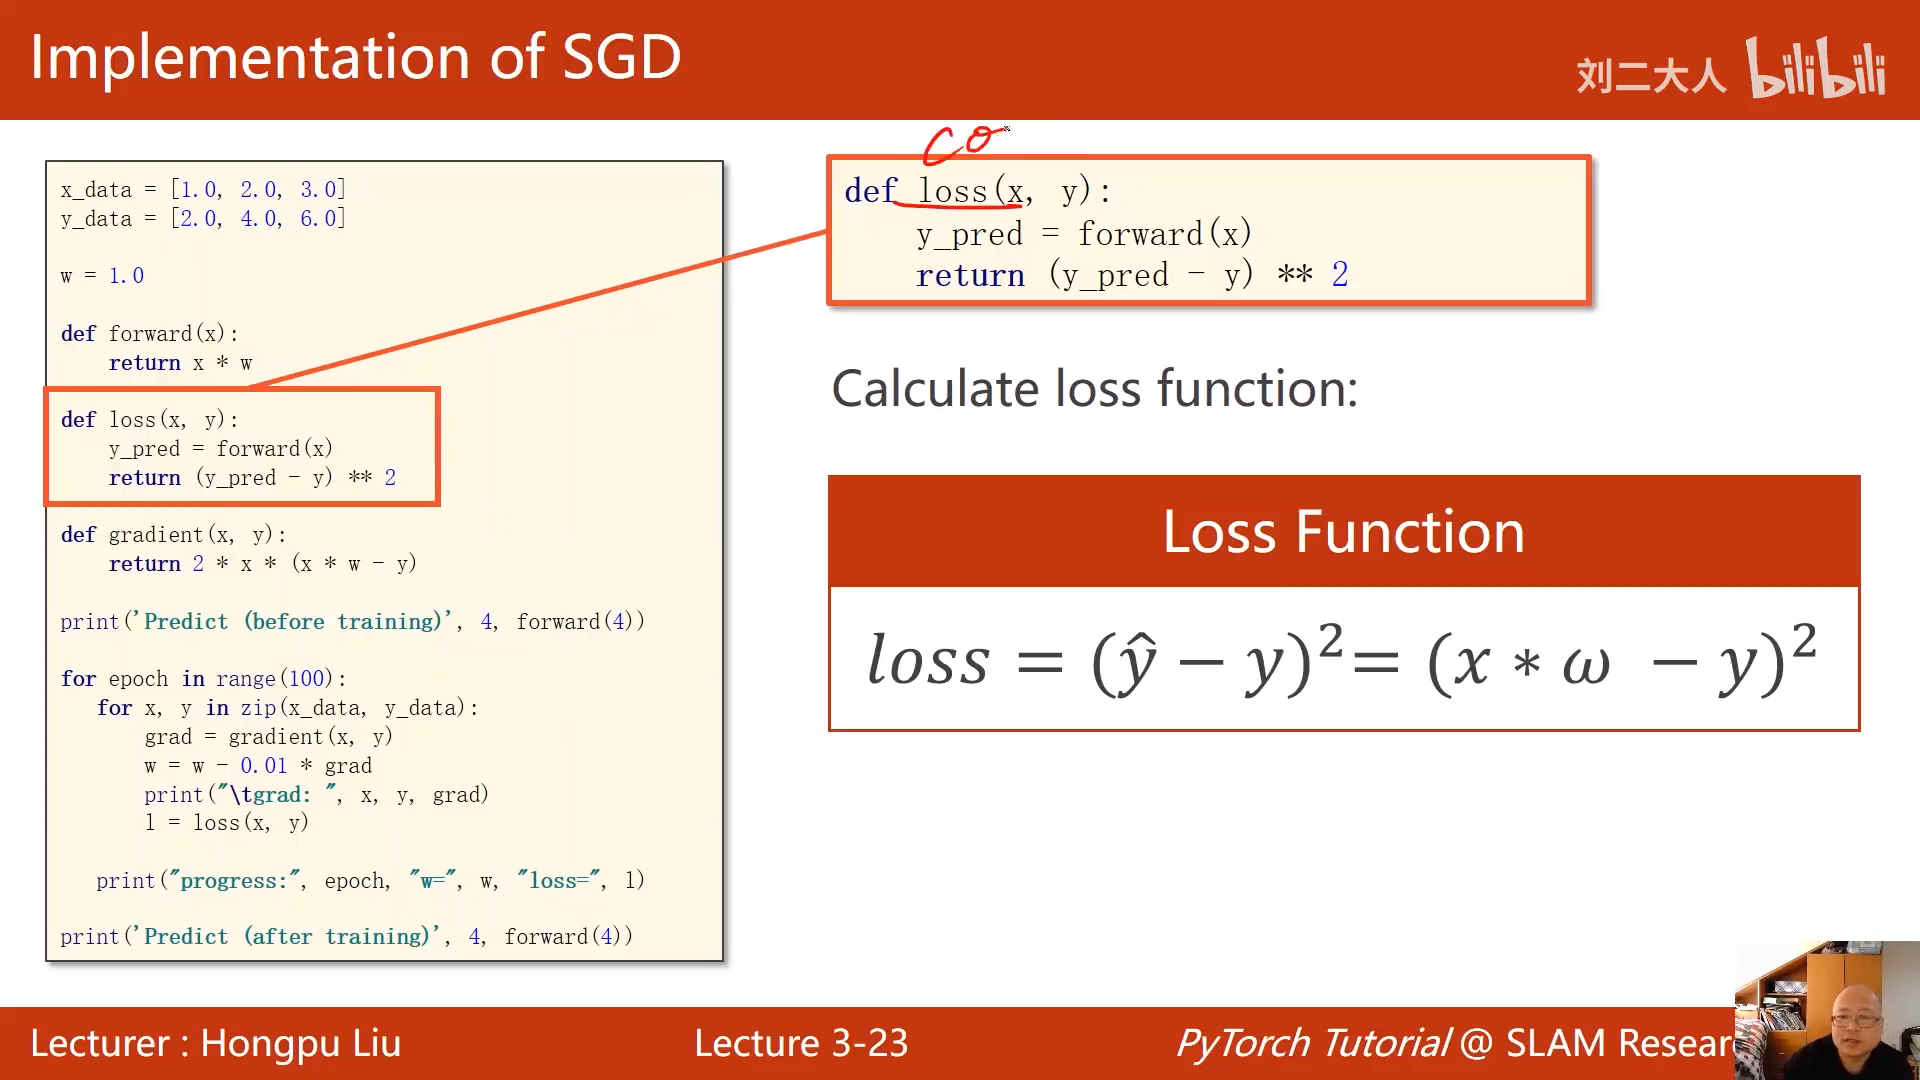 Implementation of SGD
刘二大人 bilibili
x_data = [1.0, 2.0, 3.0]
y_data = [2.0, 4.0, 6.0]
w = 1.0
def forward(x):
    return x * w
def loss(x, y):
    y_pred = forward(x)
    return (y_pred - y) ** 2
def gradient(x, y):
    return 2 * x * (x * w - y)
print('Predict (before training)', 4, forward(4))
for epoch in range(100):
   for x, y in zip(x_data, y_data):
       grad = gradient(x, y)
       w = w - 0.01 * grad
       print("\tgrad: ", x, y, grad)
       l = loss(x, y)
   print("progress:", epoch, "w=", w, "loss=", l)
print('Predict (after training)', 4, forward(4))
co
def loss(x, y):
    y_pred = forward(x)
    return (y_pred - y) ** 2
Calculate loss function:
Loss Function
loss = (ŷ − y)² = (x ∗ ω − y)²
Lecturer : Hongpu Liu
Lecture 3-23
PyTorch Tutorial @ SLAM Resear